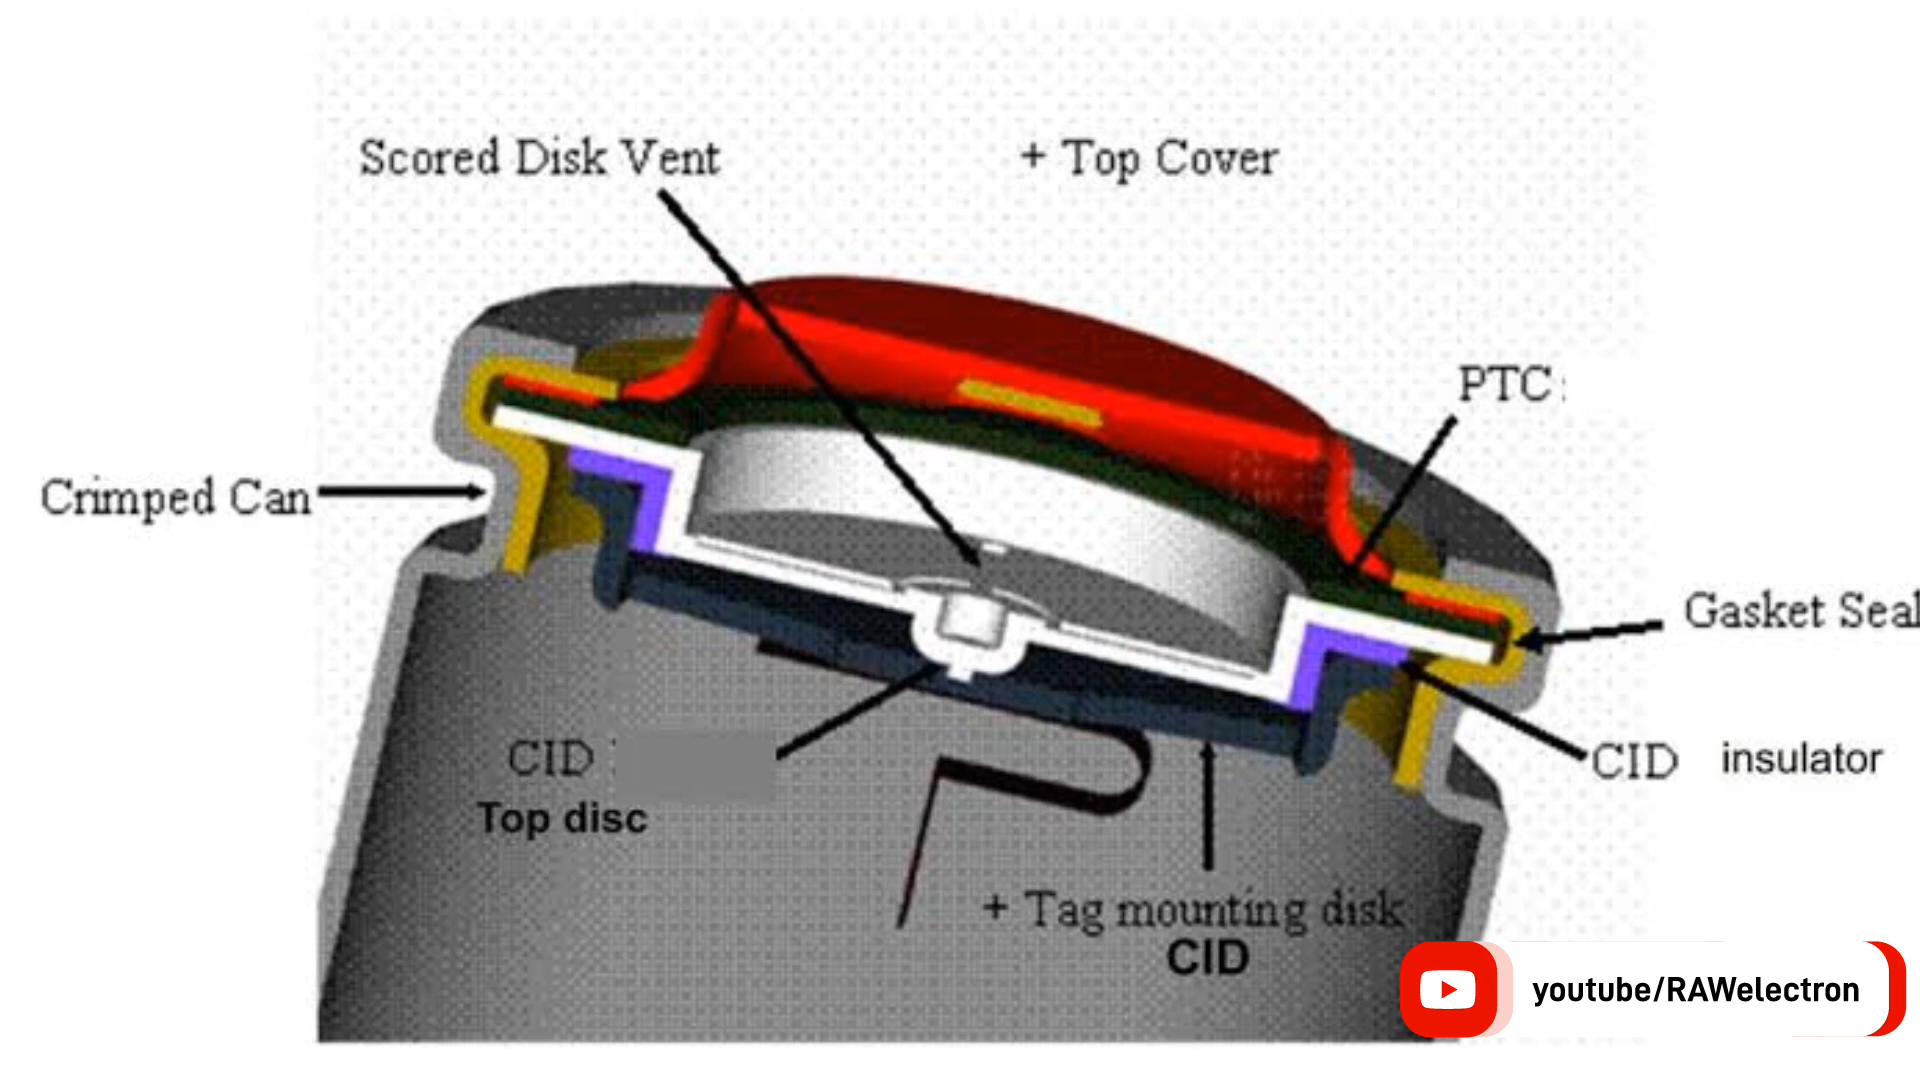 Scored Disk Vent
+ Top Cover
PTC
Crimped Can
Gasket Seal
CID
Top disc
CID insulator
+ Tag mounting disk
CID
youtube/RAWelectron